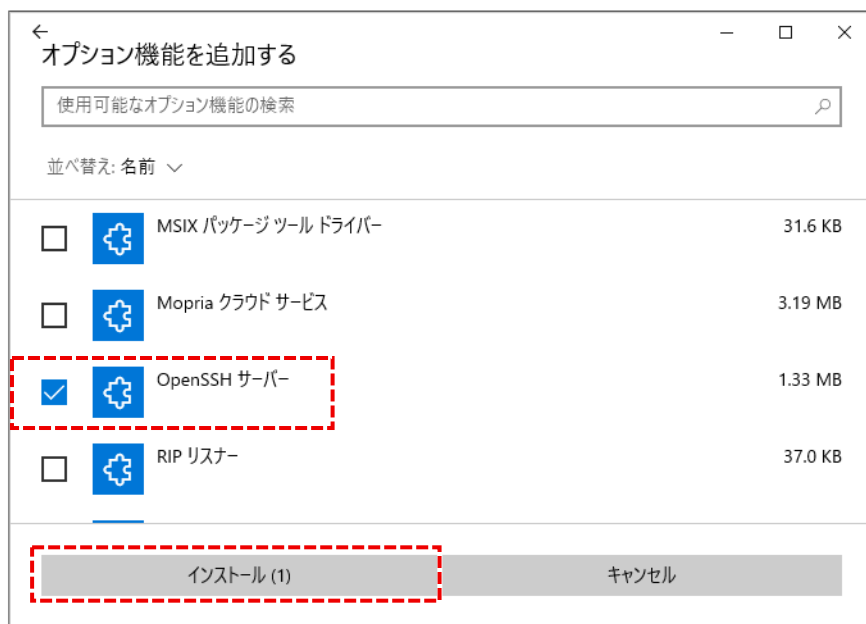 オプション機能を追加する
使用可能なオプション機能の検索
並べ替え: 名前
MSIX パッケージ ツール ドライバー 31.6 KB
Mopria クラウド サービス 3.19 MB
OpenSSH サーバー 1.33 MB
RIP リスナー 37.0 KB
インストール (1) キャンセル